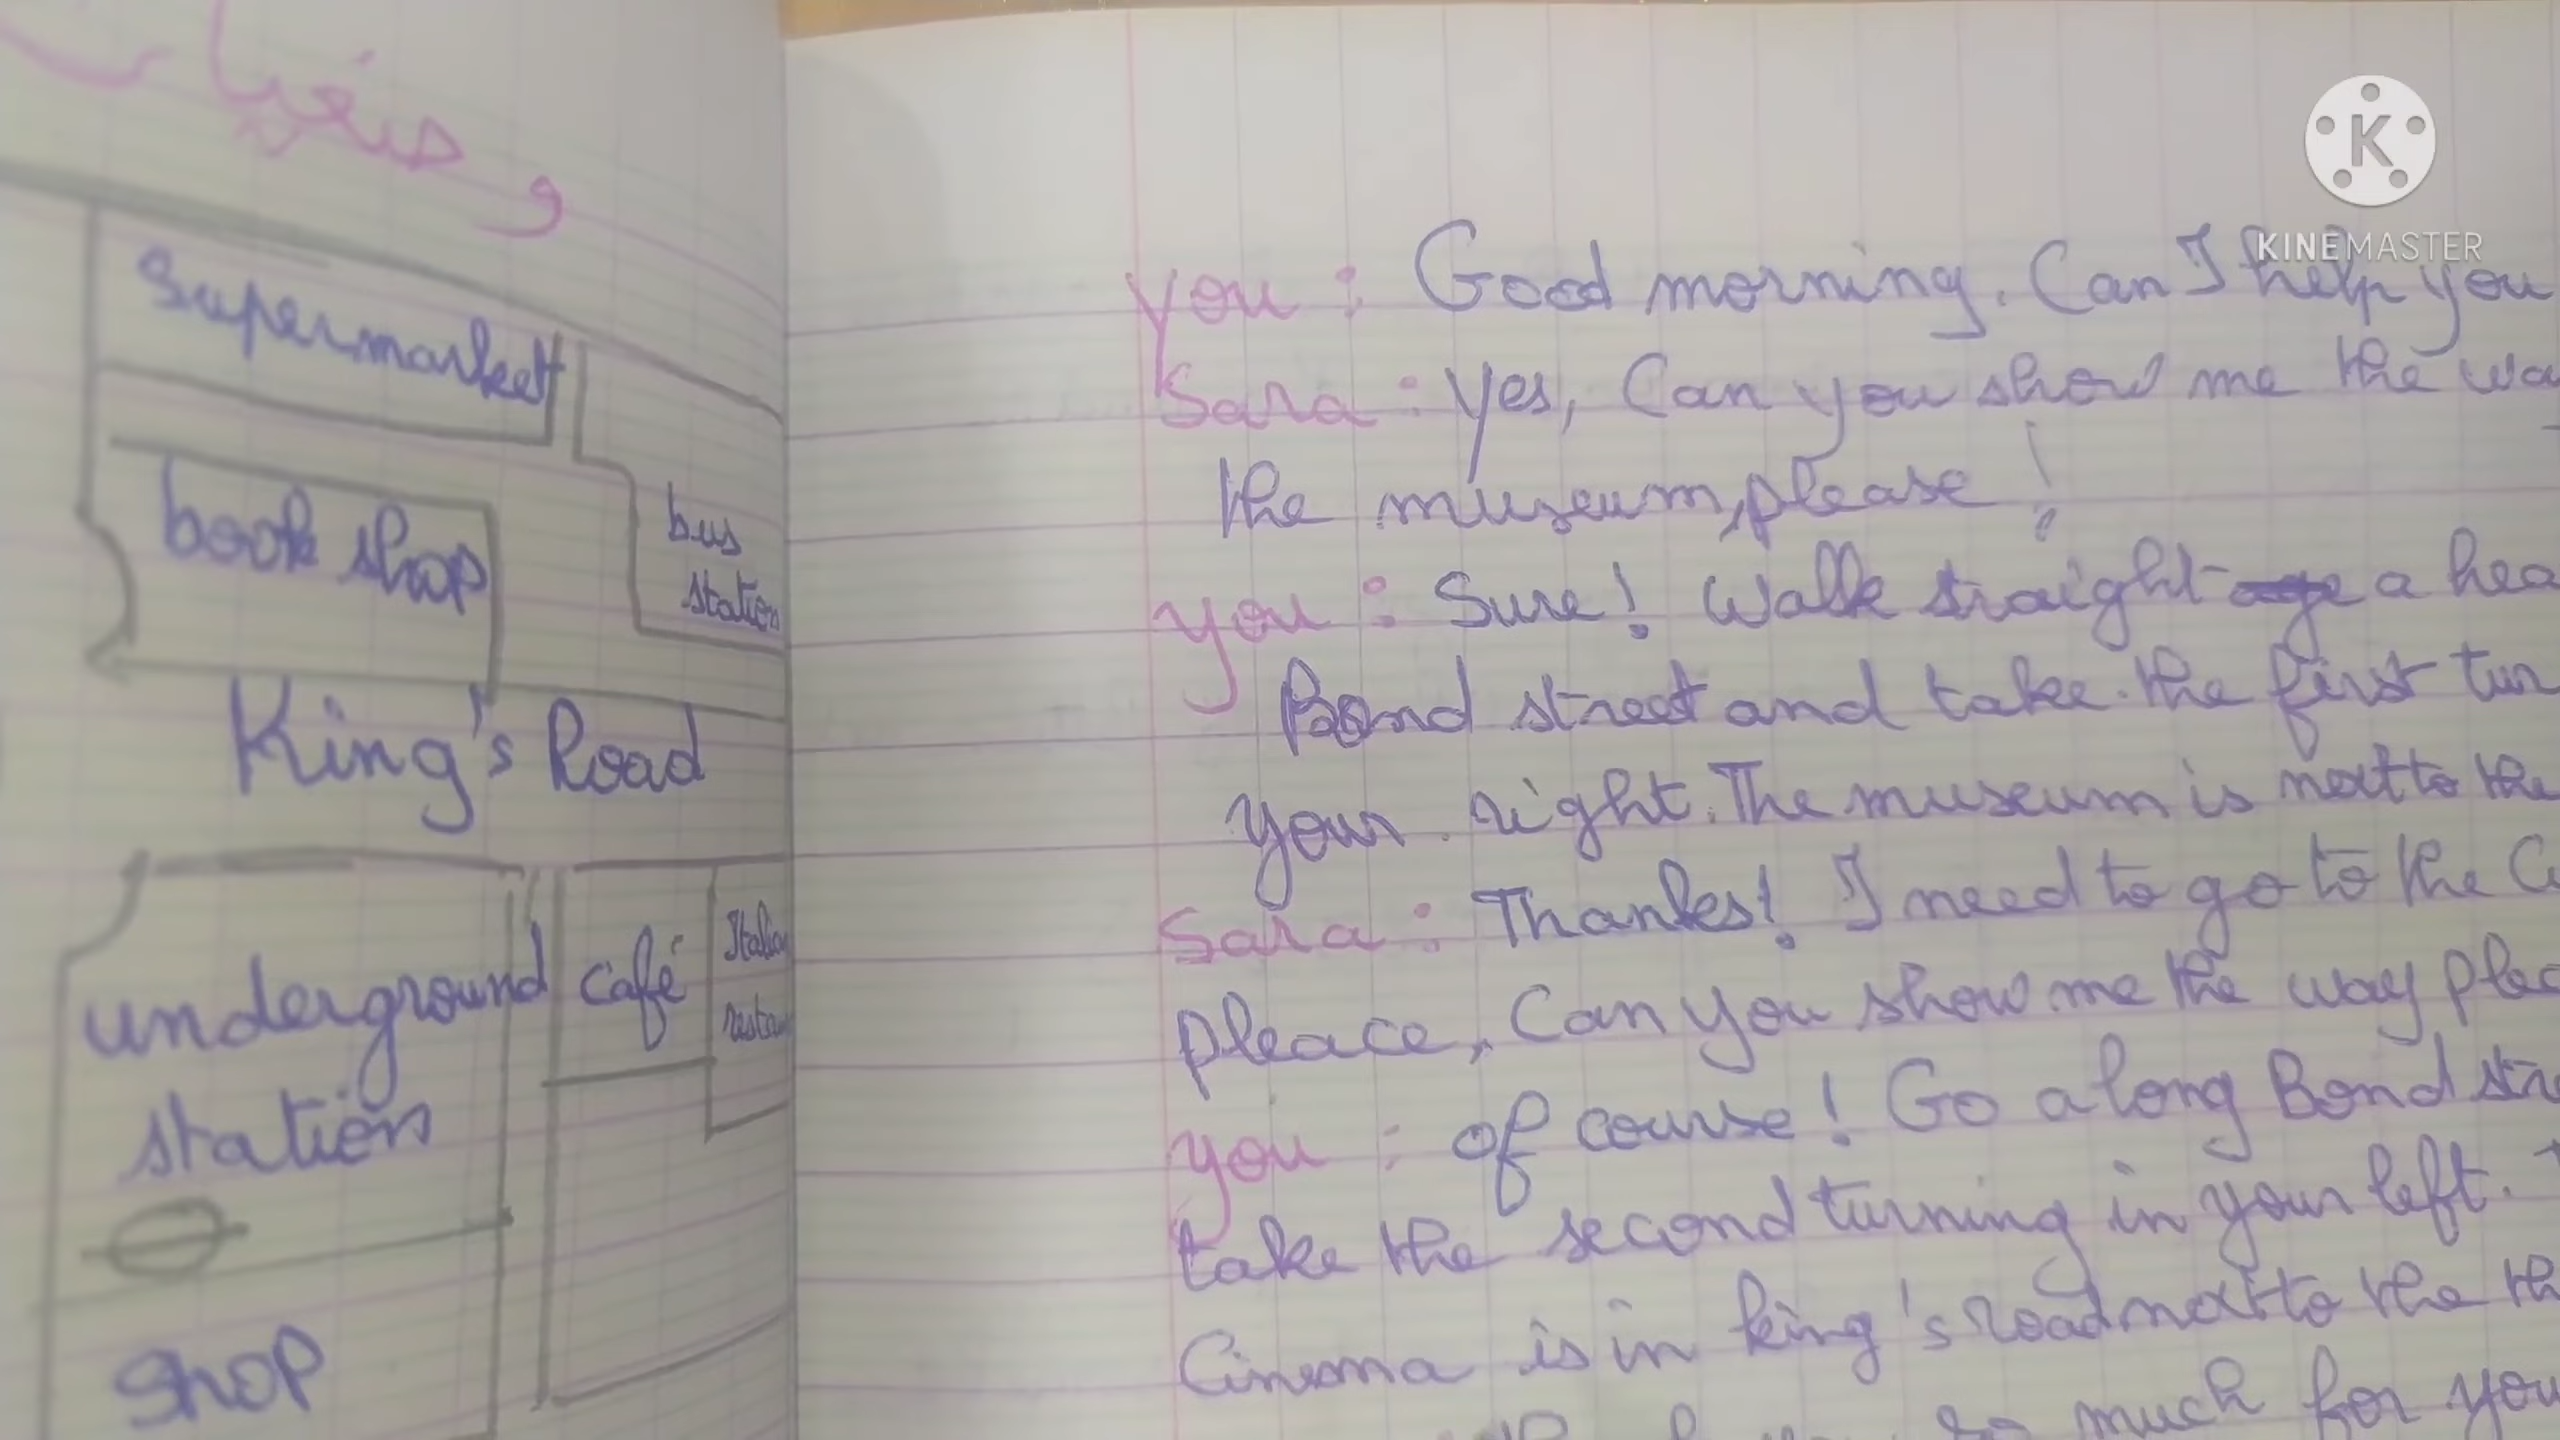 وضعيات
Supermarket
book shop
bus
station
King's Road
underground
station
café
shop
KINEMASTER
you : Good morning. Can I help you
Sara : Yes, Can you show me the
the museum, please ?
you : Sure! Walk straight a
Bond street and take the first
your right. The museum is next to the
Sara : Thanks! I need to go to the
pleace, Can you show me the way
you : of course! Go along Bond
take the second turning in your left.
Cinema is in king's road next to the
so much for